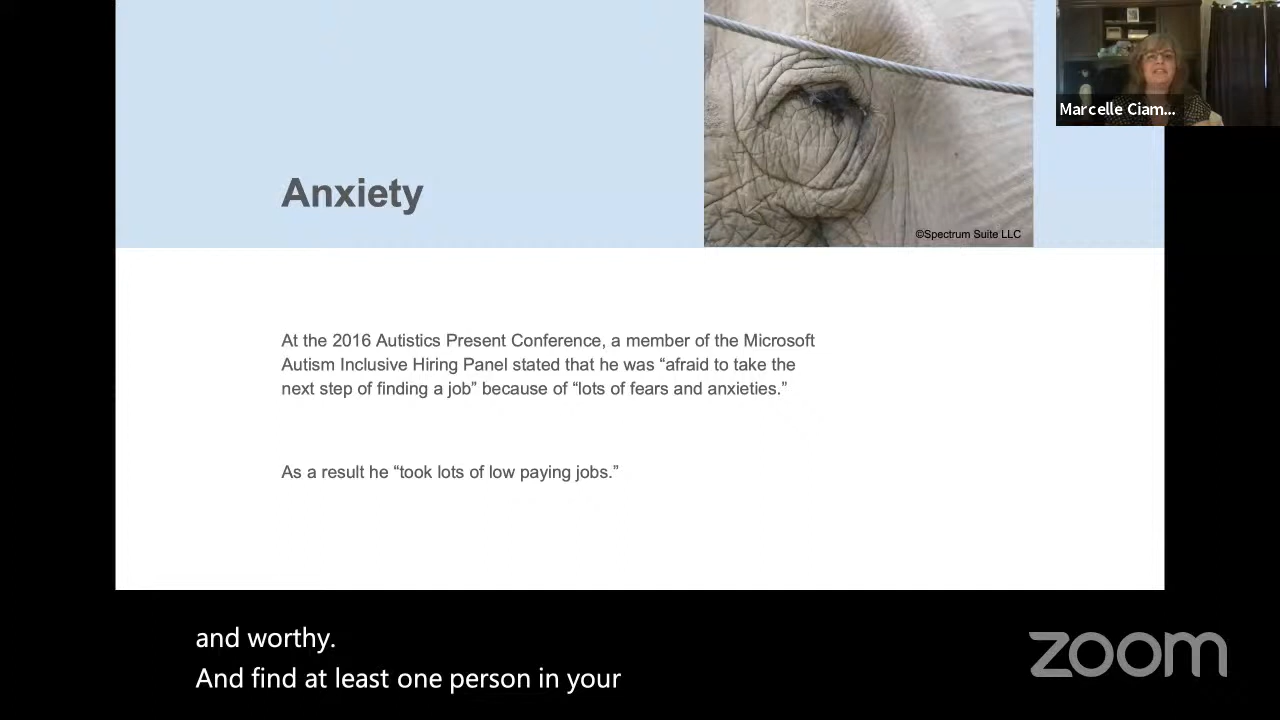 Marcelle Ciam...
Anxiety
©Spectrum Suite LLC
At the 2016 Autistics Present Conference, a member of the Microsoft
Autism Inclusive Hiring Panel stated that he was “afraid to take the
next step of finding a job” because of “lots of fears and anxieties.”
As a result he “took lots of low paying jobs.”
and worthy.
And find at least one person in your
zoom